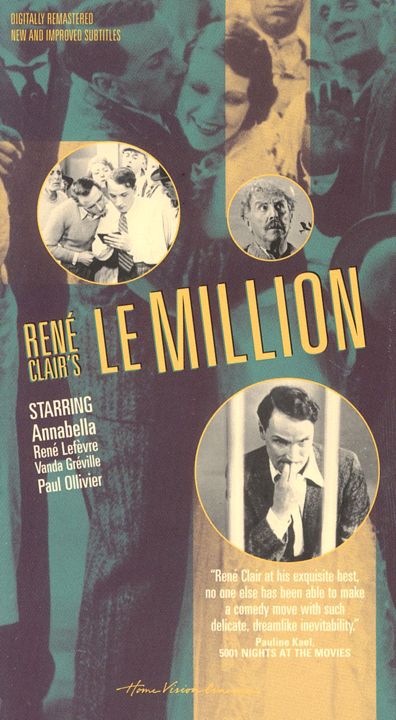 DIGITALLY REMASTERED
NEW AND IMPROVED SUBTITLES
RENÉ
CLAIR'S
LE MILLION
STARRING
Annabella
René Lefèvre
Vanda Gréville
Paul Ollivier
"René Clair at his exquisite best,
no one else has been able to make
a comedy move with such
delicate, dreamlike inevitability."
Pauline Kael,
5001 NIGHTS AT THE MOVIES
Home Vision Cinema